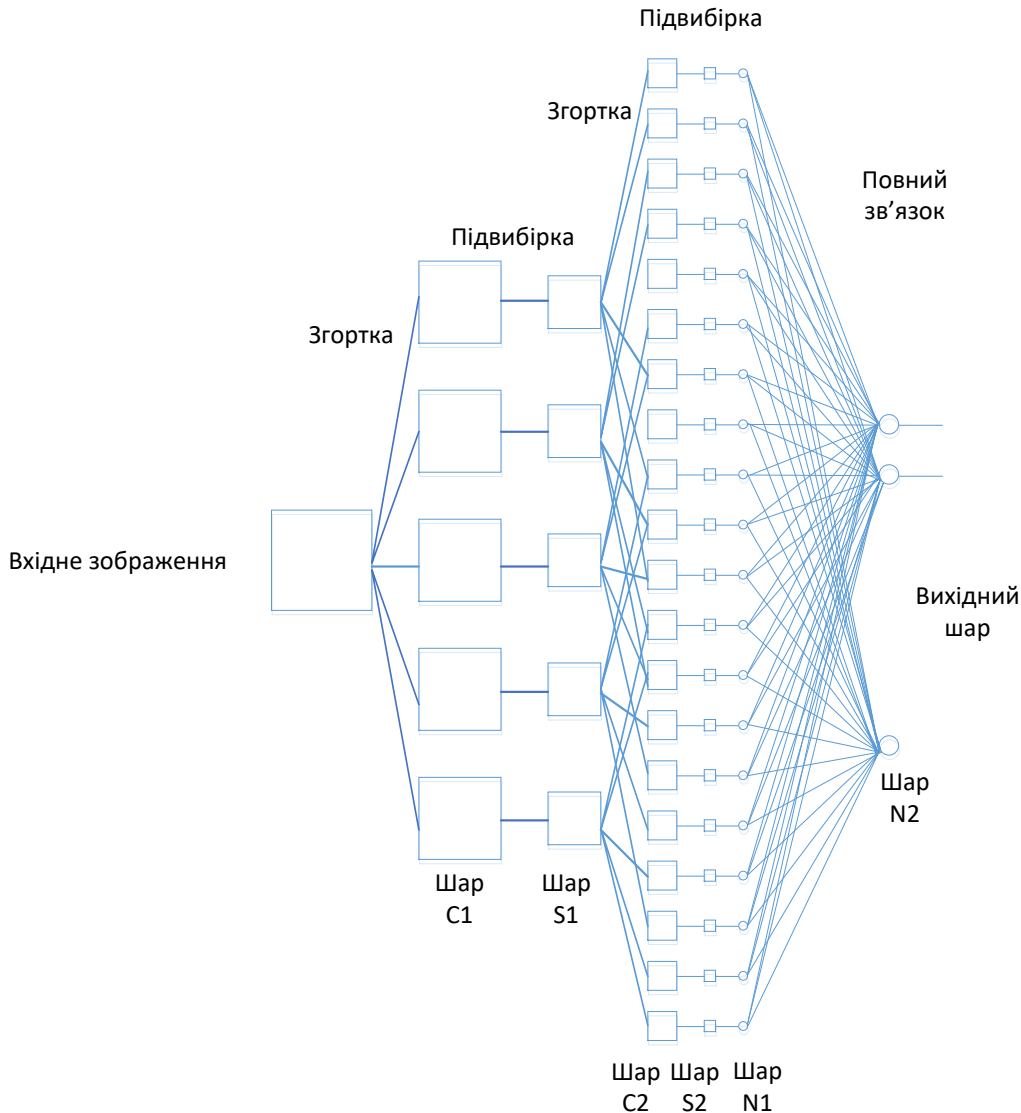 Підвибірка
Згортка
Повний
зв’язок
Підвибірка
Згортка
Вхідне зображення
Вихідний
шар
Шар
N2
Шар
C1
Шар
S1
Шар
C2
Шар
S2
Шар
N1